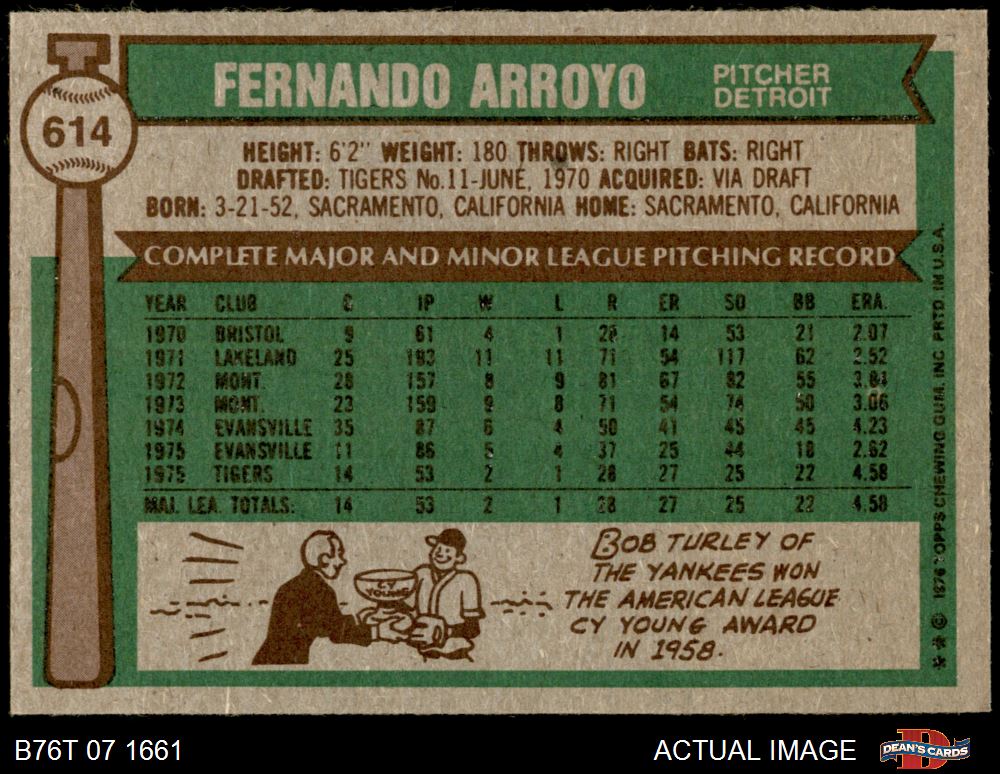 614
FERNANDO ARROYO
PITCHER
DETROIT
HEIGHT: 6'2" WEIGHT: 180 THROWS: RIGHT BATS: RIGHT
DRAFTED: TIGERS No.11-JUNE, 1970 ACQUIRED: VIA DRAFT
BORN: 3-21-52, SACRAMENTO, CALIFORNIA HOME: SACRAMENTO, CALIFORNIA
COMPLETE MAJOR AND MINOR LEAGUE PITCHING RECORD
YEAR CLUB G IP W L R ER SO BB ERA.
1970 BRISTOL 9 61 4 1 14 53 21 2.07
1971 LAKELAND 25 193 11 11 71 54 117 62 2.52
1972 MONT. 28 157 8 9 81 67 82 55 3.84
1973 MONT. 23 159 9 8 71 54 74 50 3.06
1974 EVANSVILLE 35 87 6 4 50 41 45 45 4.23
1975 EVANSVILLE 11 86 5 4 37 25 44 18 2.62
1975 TIGERS 14 53 2 1 28 27 25 22 4.58
MAJ. LEA. TOTALS: 14 53 2 1 28 27 25 22 4.58
CY
YOUNG
BOB TURLEY OF
THE YANKEES WON
THE AMERICAN LEAGUE
CY YOUNG AWARD
IN 1958.
** © 1976 TOPPS CHEWING GUM, INC PRTD. IN U.S.A.
B76T 07 1661
ACTUAL IMAGE
DEAN'S CARDS